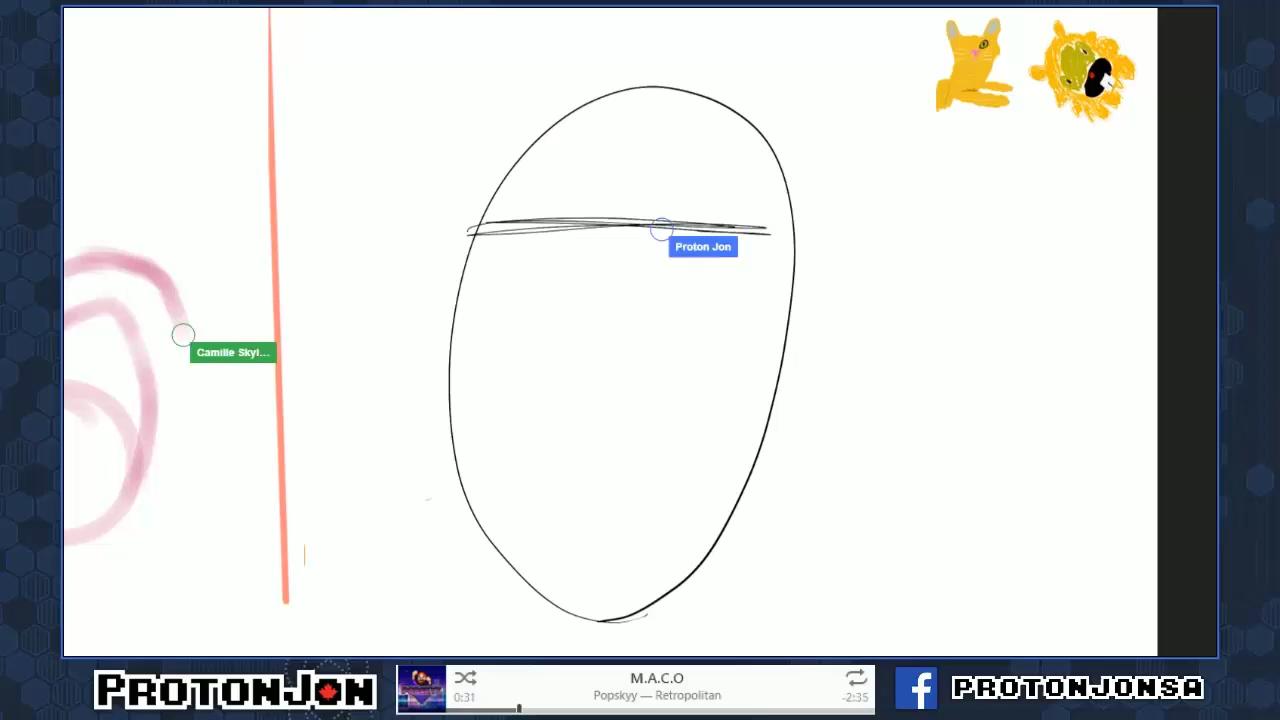 Proton Jon
Camille Skyl...
PROTONJON
M.A.C.O
0:31
Popskyy — Retropolitan
-2:35
PROTONJONSA